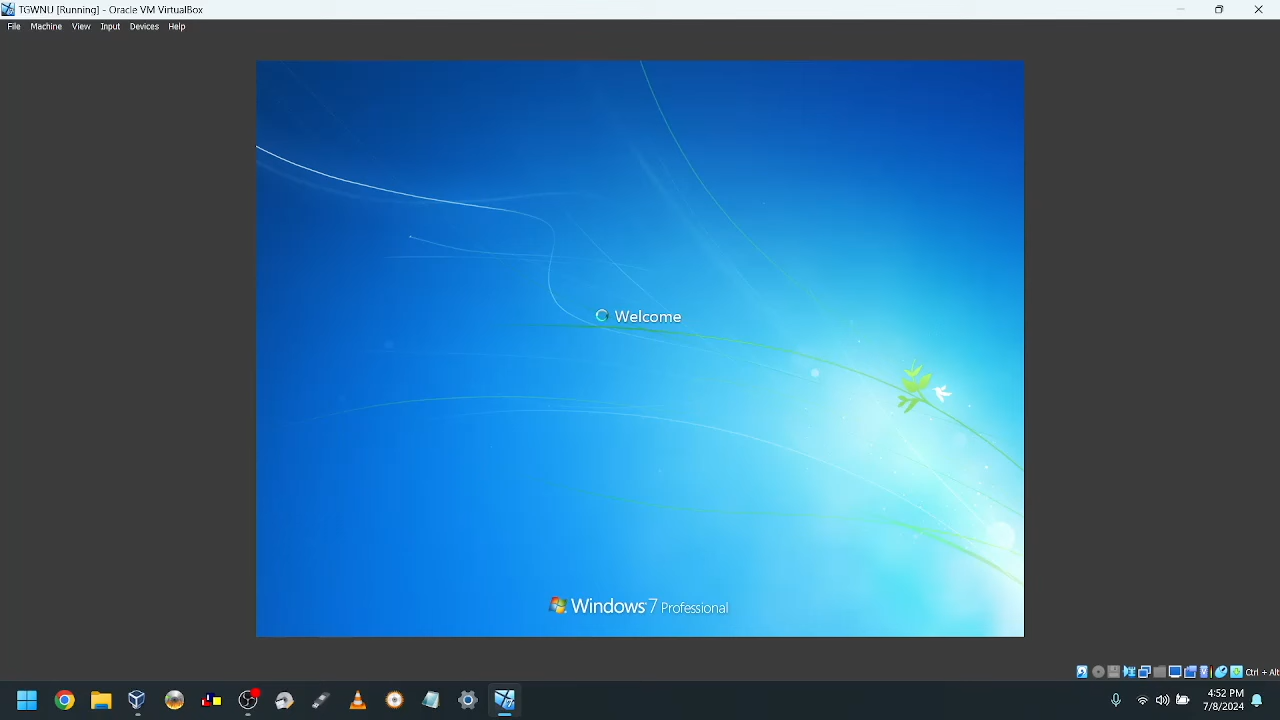 TGWNU [Running] - Oracle VM VirtualBox
File Machine View Input Devices Help
Welcome
Windows 7 Professional
Ctrl + Alt
4:52 PM
7/8/2024